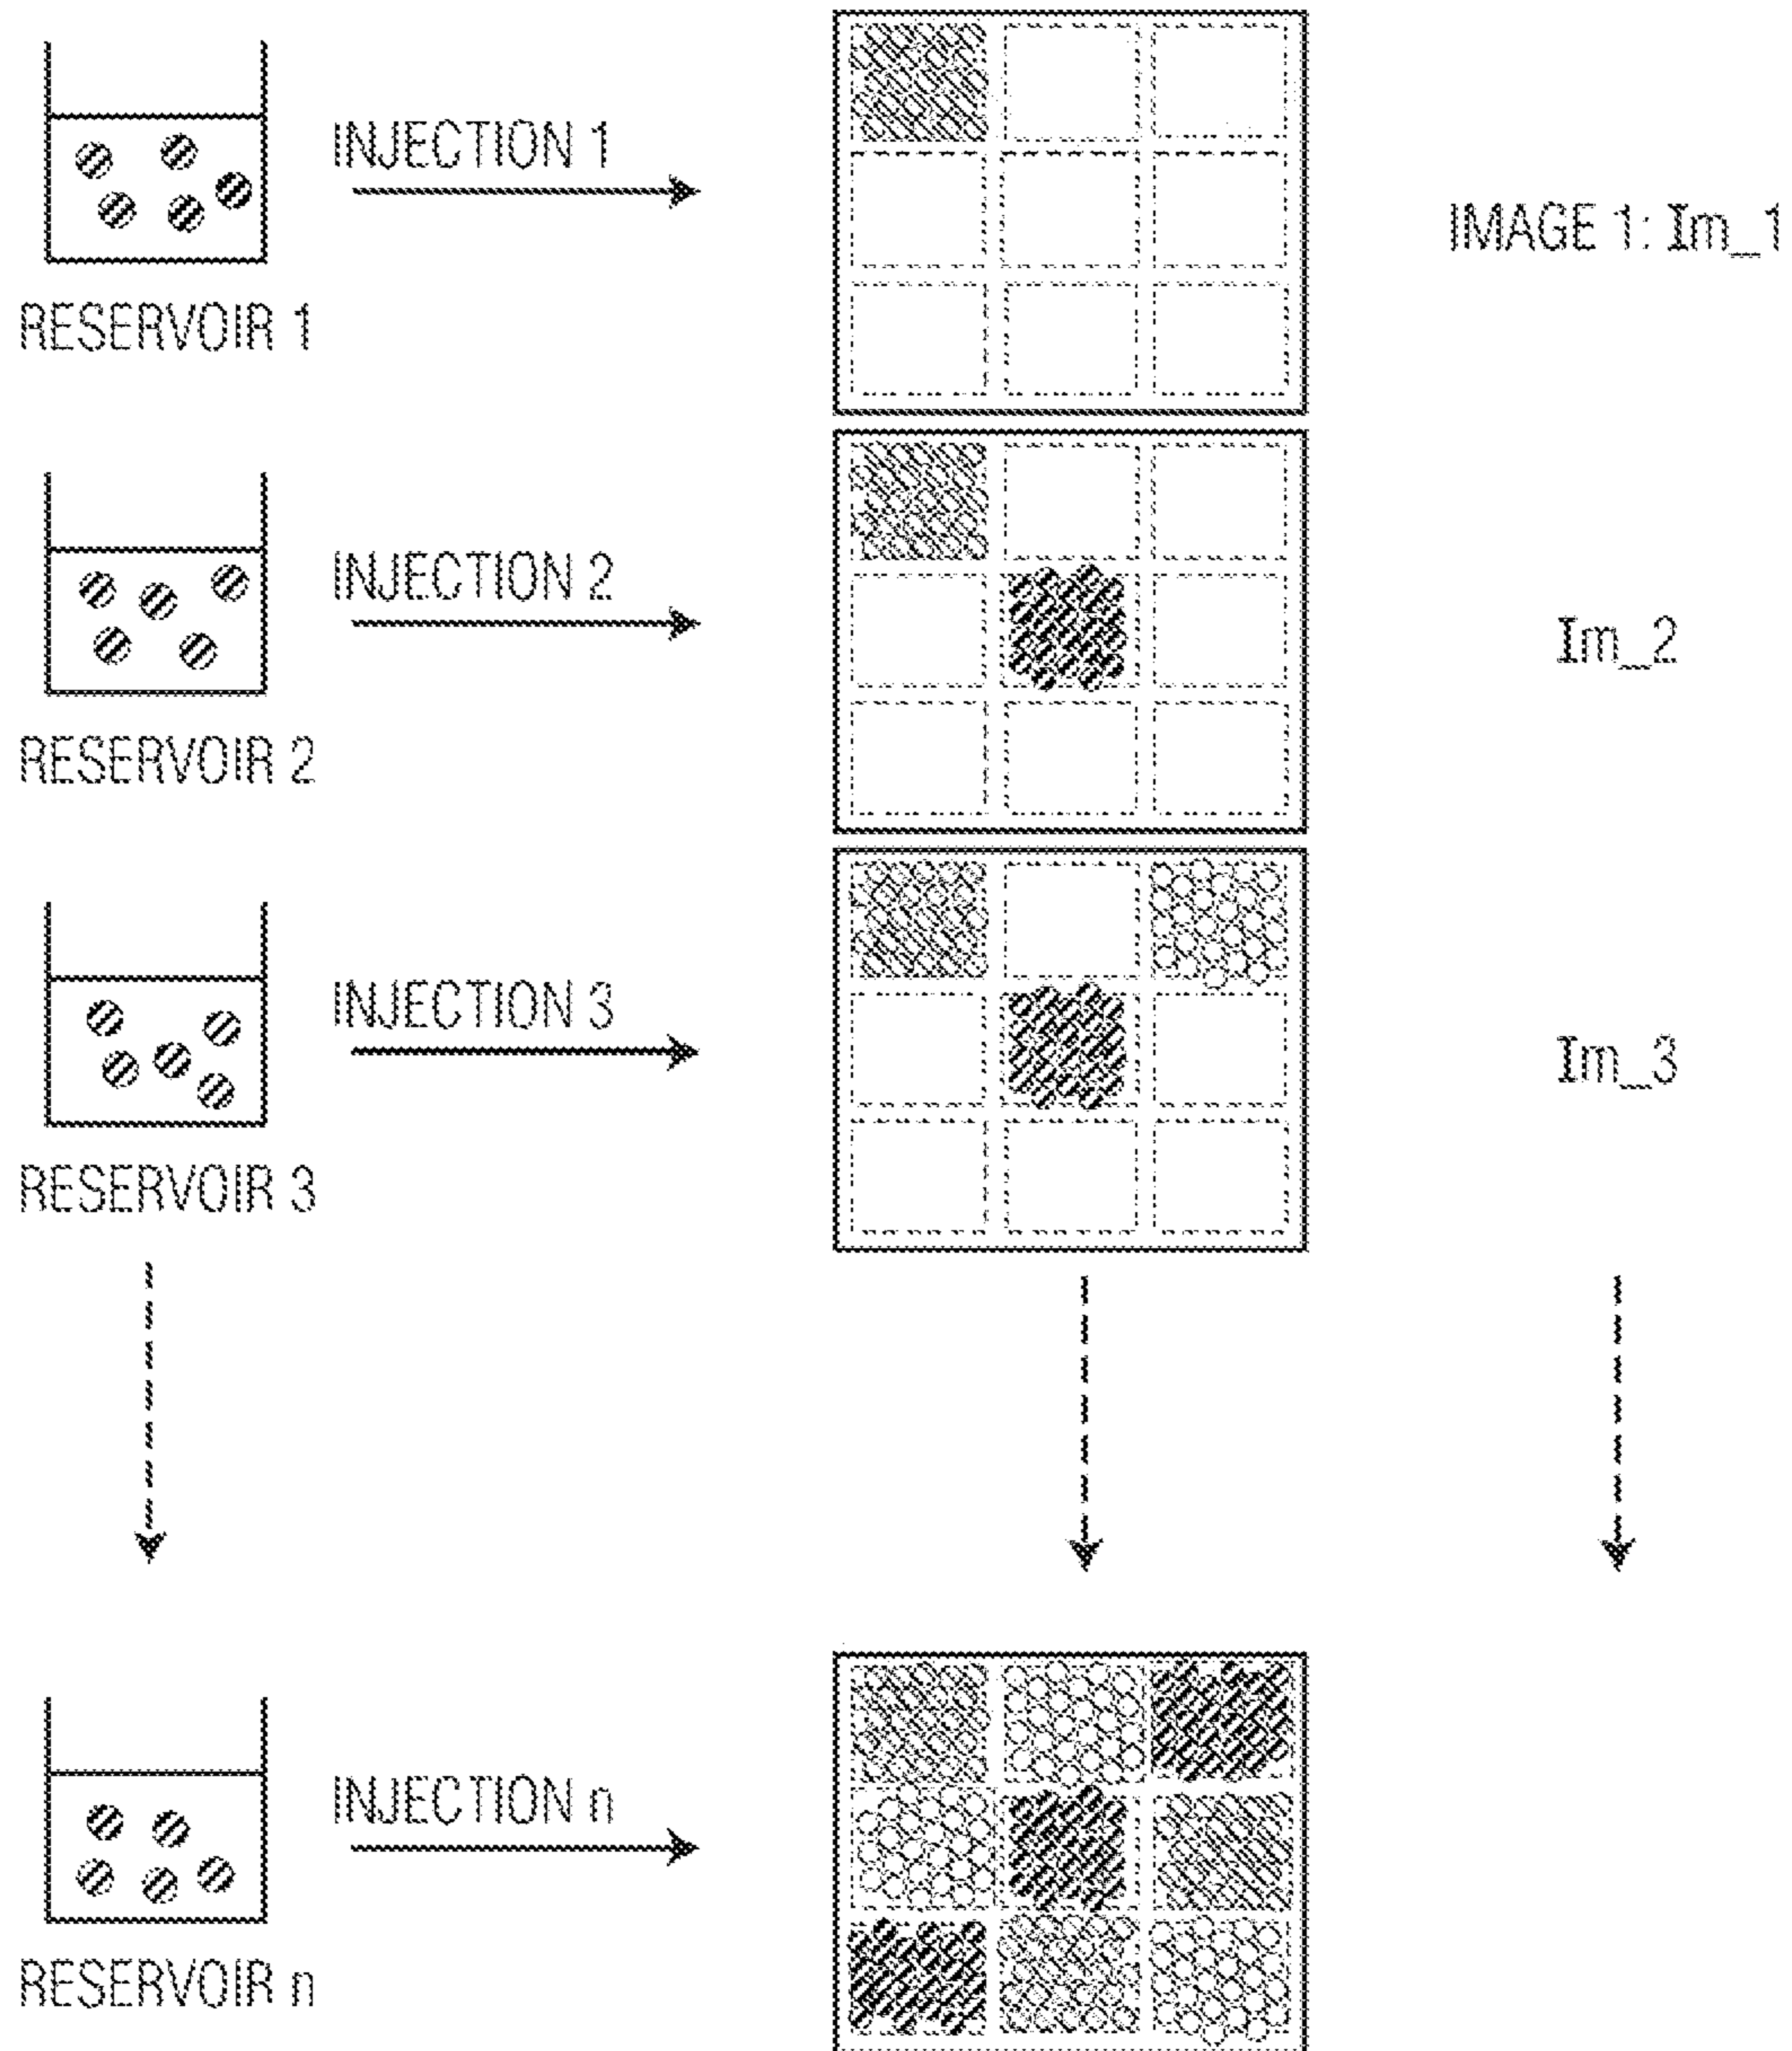 INJECTION 1
IMAGE 1: Im_1
RESERVOIR 1
INJECTION 2
Im_2
RESERVOIR 2
INJECTION 3
Im_3
RESERVOIR 3
INJECTION n
RESERVOIR n